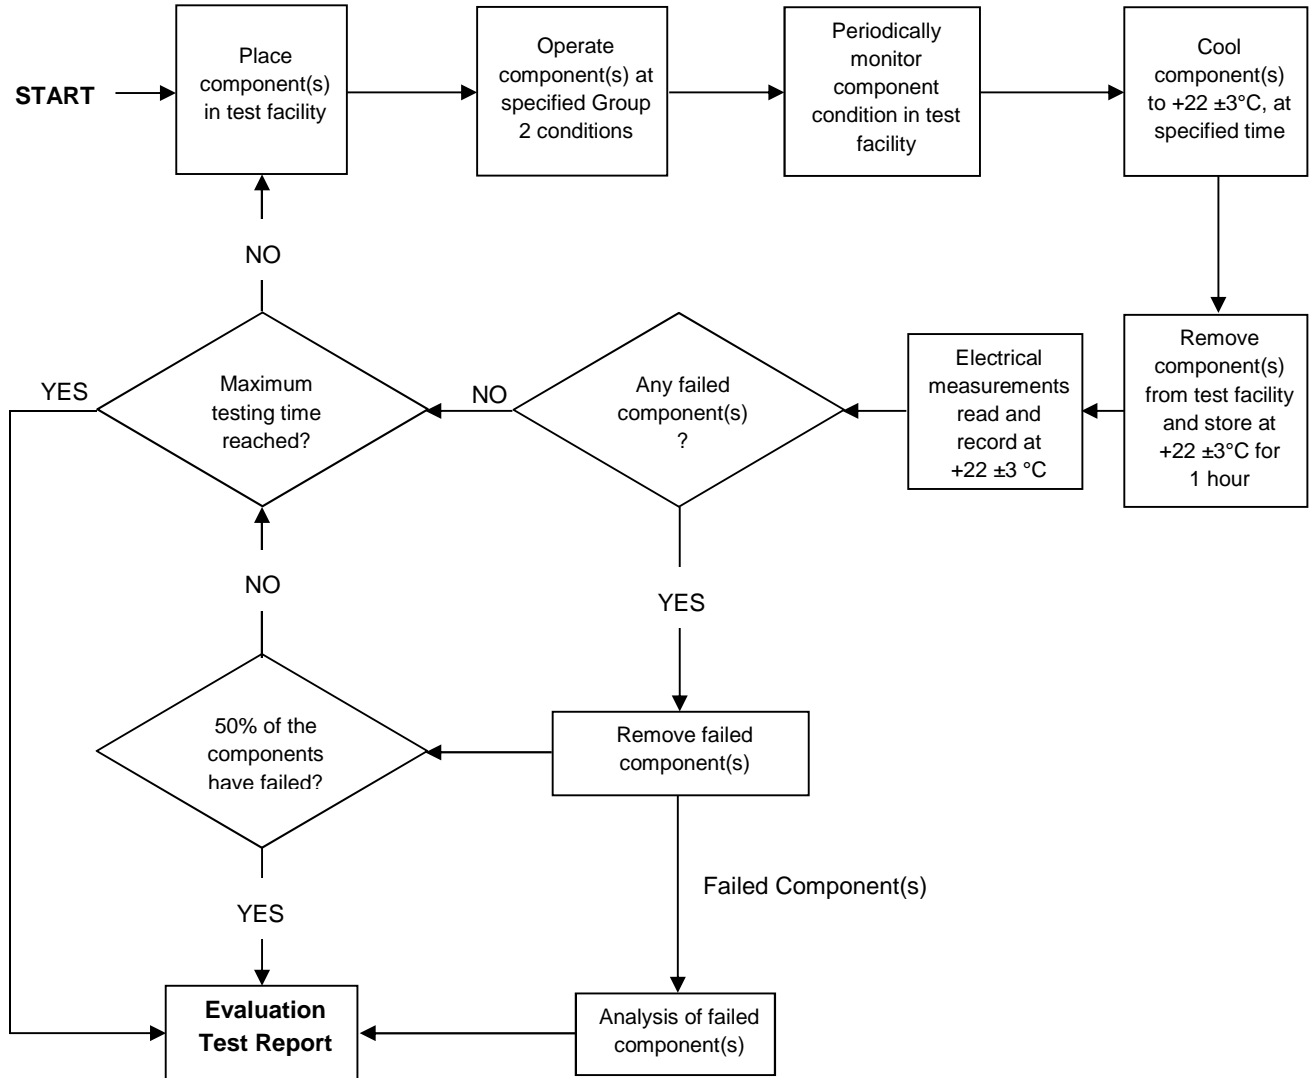 START
Place
component(s)
in test facility
Operate
component(s) at
specified Group
2 conditions
Periodically
monitor
component
condition in test
facility
Cool
component(s)
to +22 ±3°C, at
specified time
NO
YES
Maximum
testing time
reached?
NO
Any failed
component(s)
?
Electrical
measurements
read and
record at
+22 ±3 °C
Remove
component(s)
from test facility
and store at
+22 ±3°C for
1 hour
NO
YES
50% of the
components
have failed?
Remove failed
component(s)
Failed Component(s)
YES
Evaluation
Test Report
Analysis of failed
component(s)